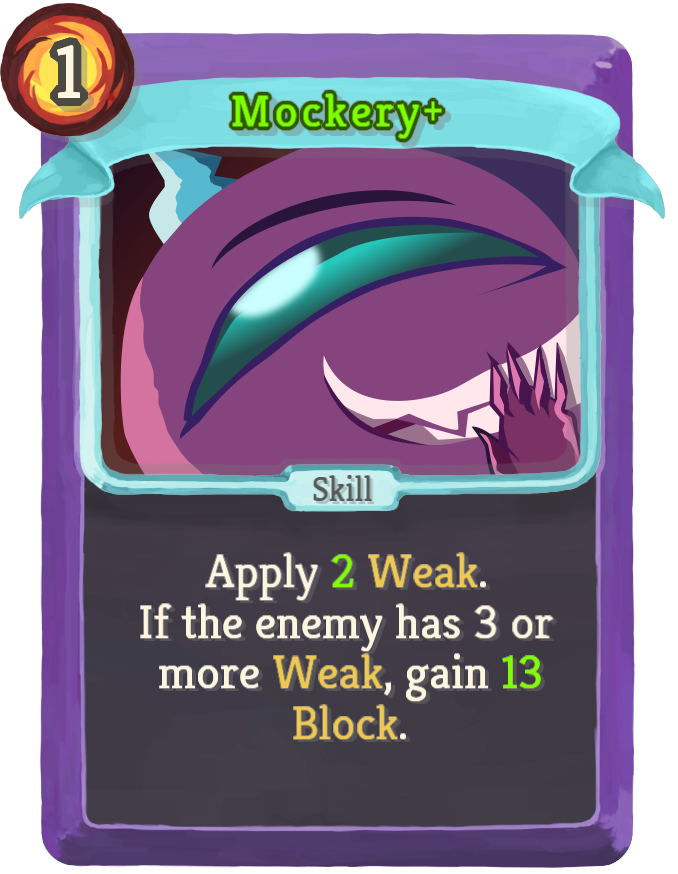 1
Mockery+
Skill
Apply 2 Weak.
If the enemy has 3 or
more Weak, gain 13
Block.